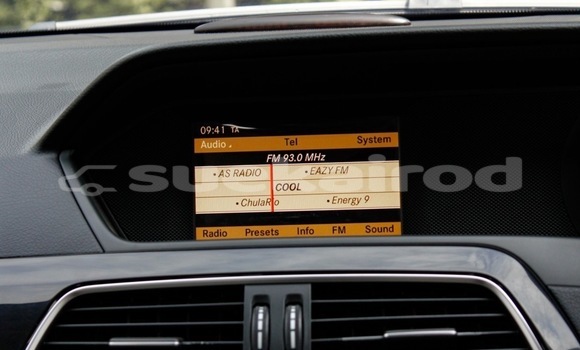 09:41 TA
Audio Tel System
FM 93.0 MHz
• AS RADIO • EAZY FM
COOL
• ChulaRio • Energy 9
Radio Presets Info FM Sound
suukairod